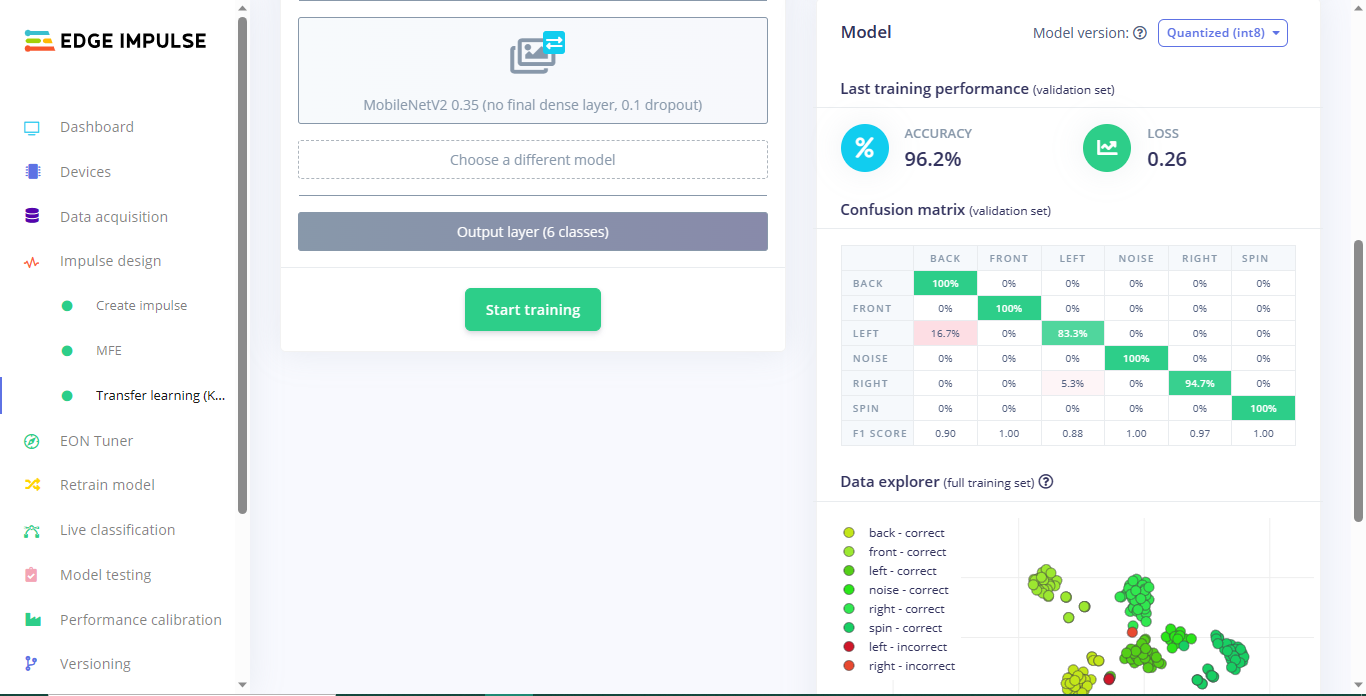 EDGE IMPULSE
Dashboard
Devices
Data acquisition
Impulse design
Create impulse
MFE
Transfer learning (K...
EON Tuner
Retrain model
Live classification
Model testing
Performance calibration
Versioning
MobileNetV2 0.35 (no final dense layer, 0.1 dropout)
Choose a different model
Output layer (6 classes)
Start training
Model
Model version: ? Quantized (int8)
Last training performance (validation set)
% ACCURACY
96.2%
LOSS
0.26
Confusion matrix (validation set)
BACK FRONT LEFT NOISE RIGHT SPIN
BACK 100% 0% 0% 0% 0% 0%
FRONT 0% 100% 0% 0% 0% 0%
LEFT 16.7% 0% 83.3% 0% 0% 0%
NOISE 0% 0% 0% 100% 0% 0%
RIGHT 0% 0% 5.3% 0% 94.7% 0%
SPIN 0% 0% 0% 0% 0% 100%
F1 SCORE 0.90 1.00 0.88 1.00 0.97 1.00
Data explorer (full training set) ?
back - correct
front - correct
left - correct
noise - correct
right - correct
spin - correct
left - incorrect
right - incorrect